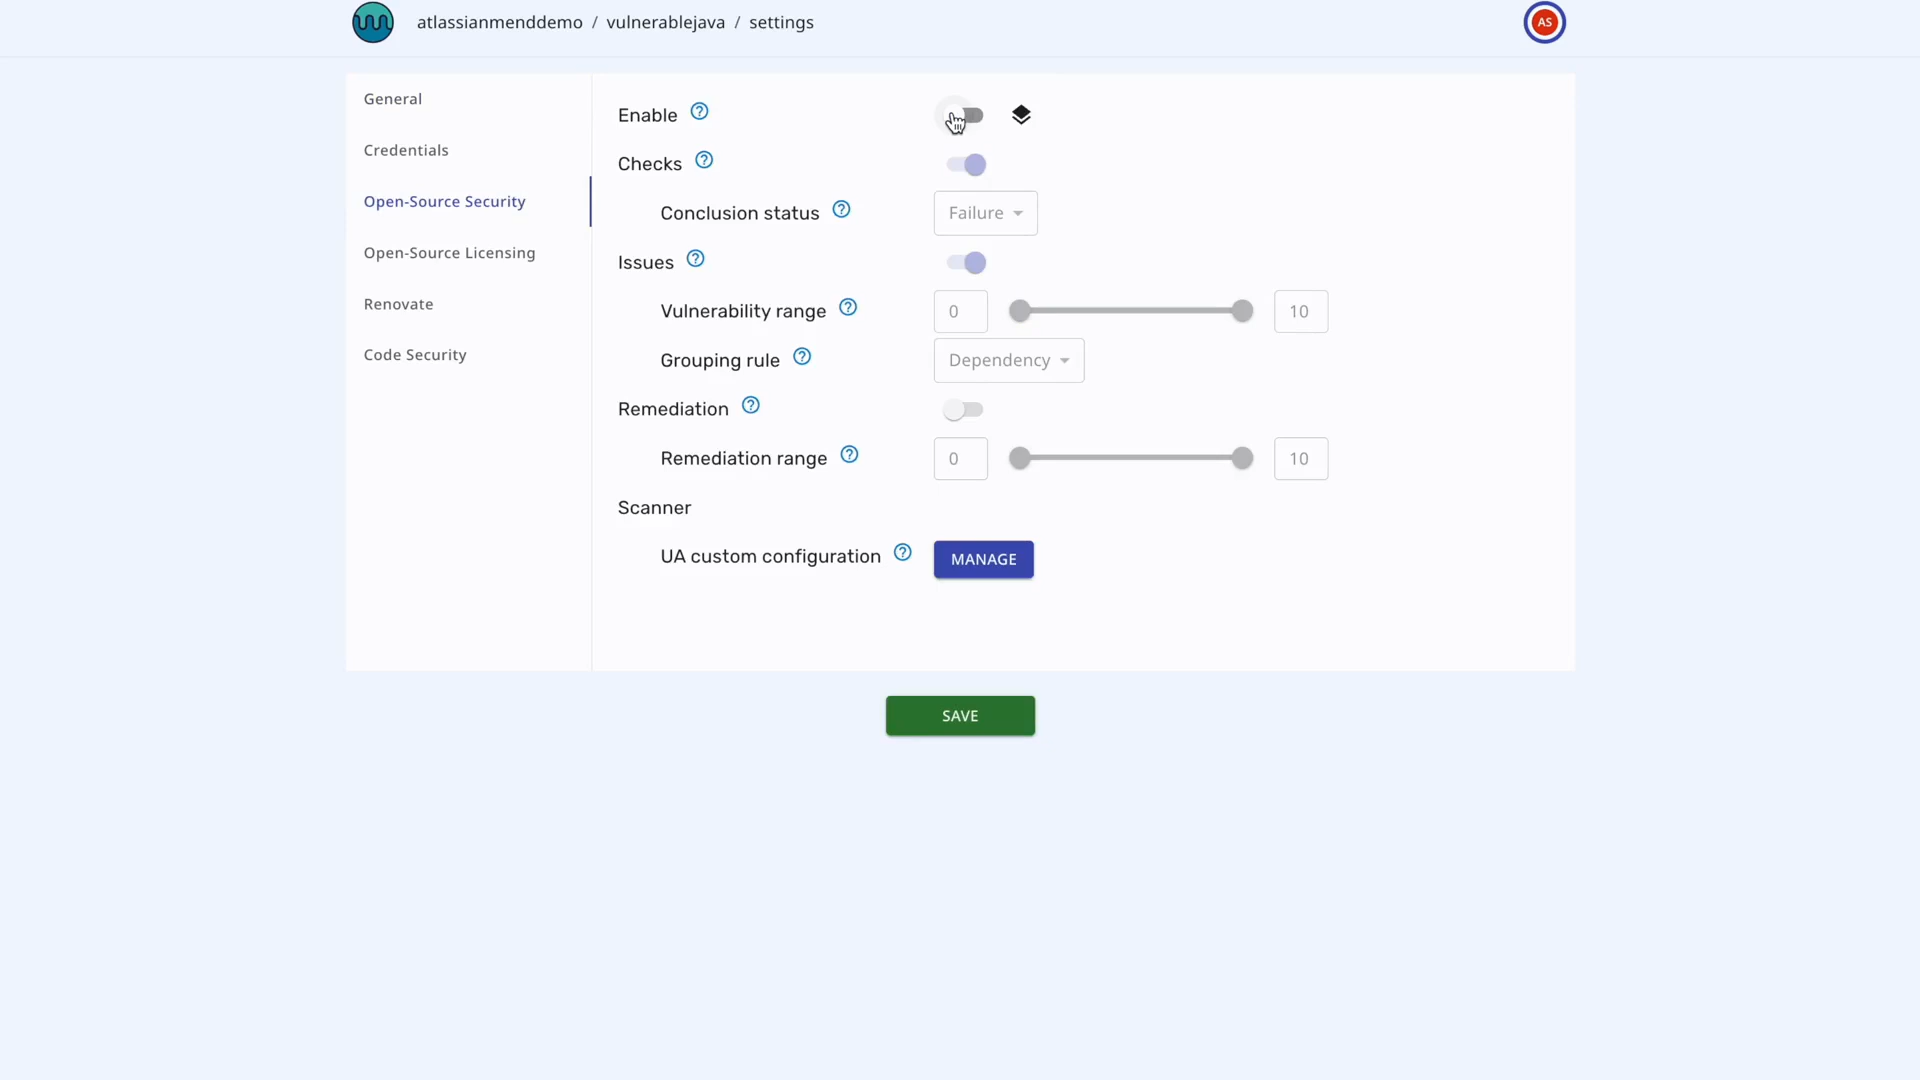 atlassianmenddemo / vulnerablejava / settings
AS
General
Credentials
Open-Source Security
Open-Source Licensing
Renovate
Code Security
Enable ?
Checks ?
Conclusion status ? Failure
Issues ?
Vulnerability range ? 0 10
Grouping rule ? Dependency
Remediation ?
Remediation range ? 0 10
Scanner
UA custom configuration ? MANAGE
SAVE